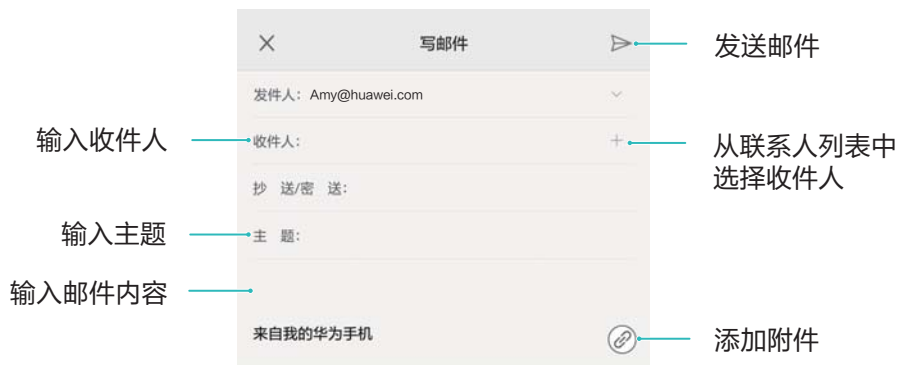 写邮件
发送邮件
发件人：Amy@huawei.com
输入收件人
收件人：
从联系人列表中
选择收件人
抄 送/密 送：
输入主题
主 题：
输入邮件内容
来自我的华为手机
添加附件